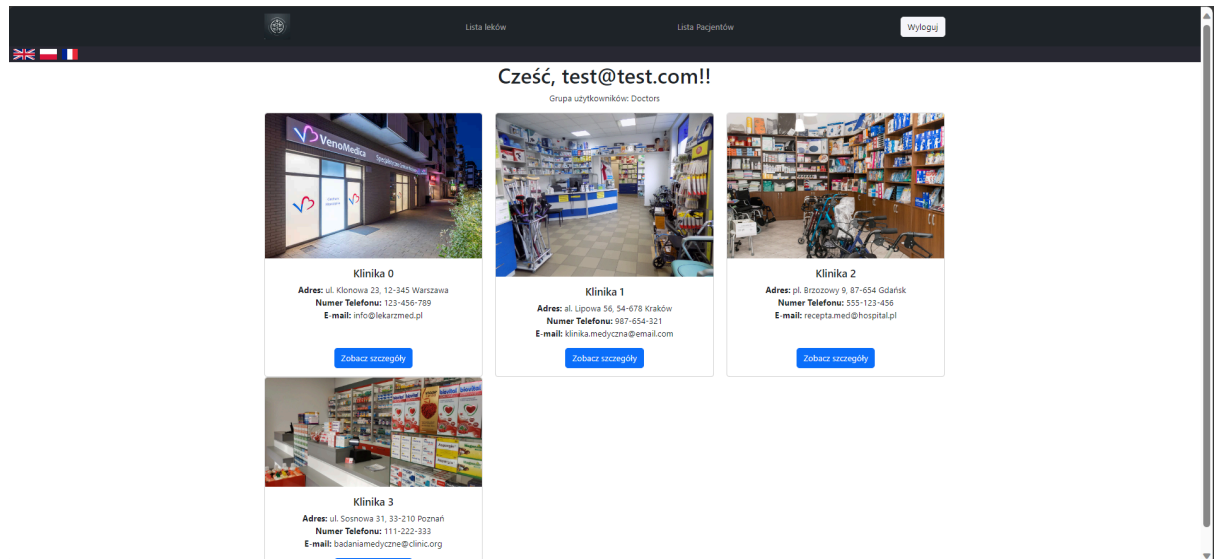 Lista leków
Lista Pacjentów
Wyloguj
Cześć, test@test.com!!
Grupa użytkowników: Doctors
VenoMedica
Klinika 0
Adres: ul. Klonowa 23, 12-345 Warszawa
Numer Telefonu: 123-456-789
E-mail: info@lekarzmed.pl
Zobacz szczegóły
Klinika 1
Adres: al. Lipowa 56, 54-678 Kraków
Numer Telefonu: 987-654-321
E-mail: klinika.medyczna@email.com
Zobacz szczegóły
Klinika 2
Adres: pl. Brzozowy 9, 87-654 Gdańsk
Numer Telefonu: 555-123-456
E-mail: recepta.med@hospital.pl
Zobacz szczegóły
Klinika 3
Adres: ul. Sosnowa 31, 33-210 Poznań
Numer Telefonu: 111-222-333
E-mail: badaniamedyczne@clinic.org